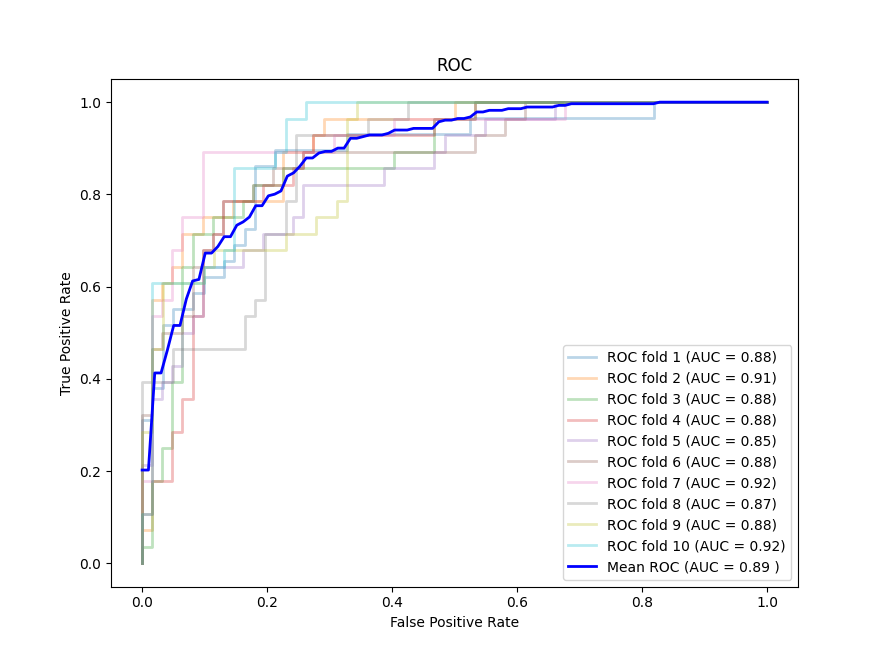 ROC
1.0
0.8
0.6
0.4
0.2
0.0
True Positive Rate
0.0 0.2 0.4 0.6 0.8 1.0
False Positive Rate
ROC fold 1 (AUC = 0.88)
ROC fold 2 (AUC = 0.91)
ROC fold 3 (AUC = 0.88)
ROC fold 4 (AUC = 0.88)
ROC fold 5 (AUC = 0.85)
ROC fold 6 (AUC = 0.88)
ROC fold 7 (AUC = 0.92)
ROC fold 8 (AUC = 0.87)
ROC fold 9 (AUC = 0.88)
ROC fold 10 (AUC = 0.92)
Mean ROC (AUC = 0.89 )